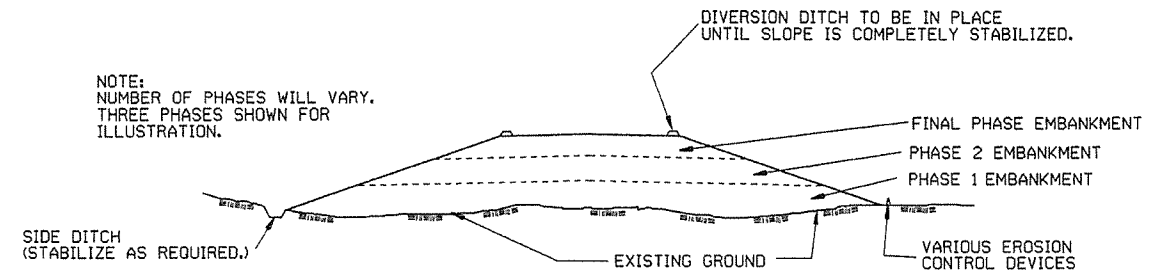 DIVERSION DITCH TO BE IN PLACE
UNTIL SLOPE IS COMPLETELY STABILIZED.
NOTE:
NUMBER OF PHASES WILL VARY.
THREE PHASES SHOWN FOR
ILLUSTRATION.
FINAL PHASE EMBANKMENT
PHASE 2 EMBANKMENT
PHASE 1 EMBANKMENT
SIDE DITCH
(STABILIZE AS REQUIRED.)
EXISTING GROUND
VARIOUS EROSION
CONTROL DEVICES